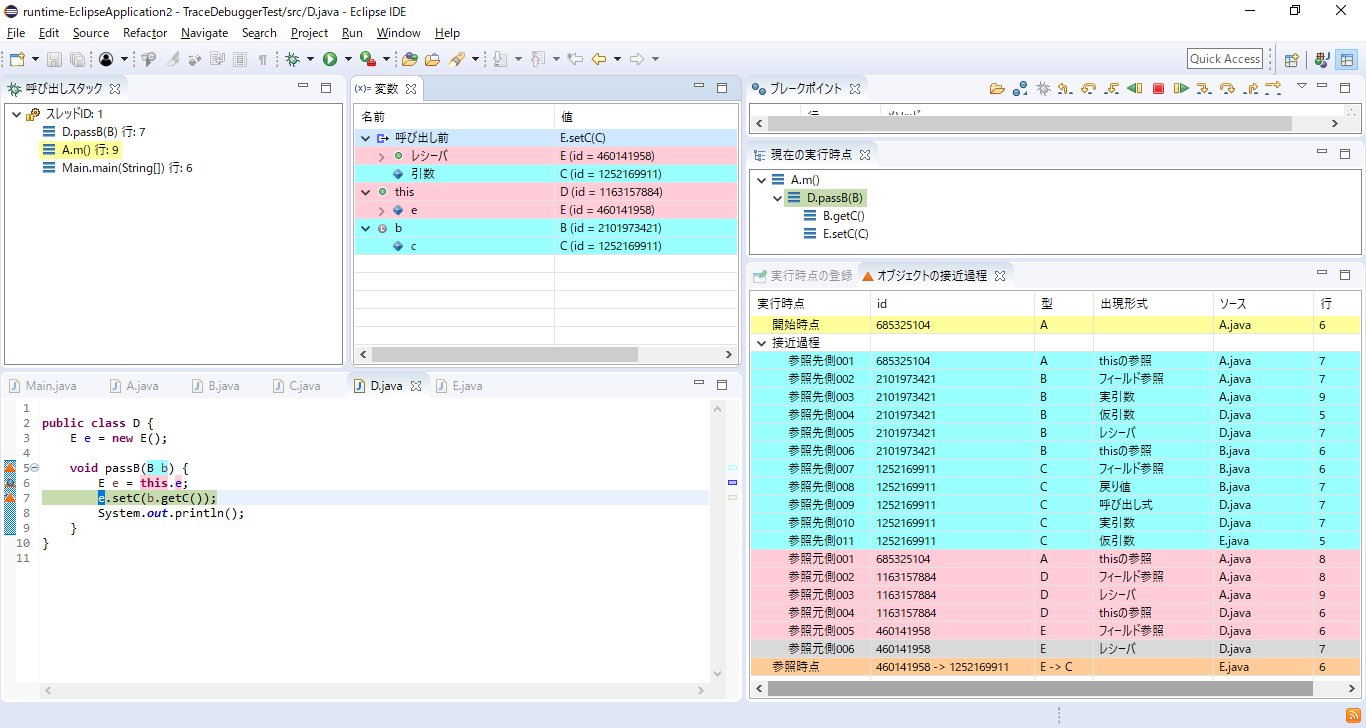 runtime-EclipseApplication2 - TraceDebuggerTest/src/D.java - Eclipse IDE
File Edit Source Refactor Navigate Search Project Run Window Help
Quick Access
呼び出しスタック
スレッドID: 1
D.passB(B) 行: 7
A.m() 行: 9
Main.main(String[]) 行: 6
(x)= 変数
名前 値
呼び出し前 E.setC(C)
レシーバ E (id = 460141958)
引数 C (id = 1252169911)
this D (id = 1163157884)
e E (id = 460141958)
b B (id = 2101973421)
c C (id = 1252169911)
ブレークポイント
現在の実行時点
A.m()
D.passB(B)
B.getC()
E.setC(C)
実行時点の登録 オブジェクトの接近過程
実行時点 id 型 出現形式 ソース 行
開始時点 685325104 A A.java 6
接近過程
参照先側001 685325104 A thisの参照 A.java 7
参照先側002 2101973421 B フィールド参照 A.java 7
参照先側003 2101973421 B 実引数 A.java 9
参照先側004 2101973421 B 仮引数 D.java 5
参照先側005 2101973421 B レシーバ D.java 7
参照先側006 2101973421 B thisの参照 B.java 6
参照先側007 1252169911 C フィールド参照 B.java 6
参照先側008 1252169911 C 戻り値 B.java 7
参照先側009 1252169911 C 呼び出し式 D.java 7
参照先側010 1252169911 C 実引数 D.java 7
参照先側011 1252169911 C 仮引数 E.java 5
参照元側001 685325104 A thisの参照 A.java 8
参照元側002 1163157884 D フィールド参照 A.java 8
参照元側003 1163157884 D レシーバ A.java 9
参照元側004 1163157884 D thisの参照 D.java 6
参照元側005 460141958 E フィールド参照 D.java 6
参照元側006 460141958 E レシーバ D.java 7
参照時点 460141958 -> 1252169911 E -> C E.java 6
Main.java A.java B.java C.java D.java E.java
1
2 public class D {
3 E e = new E();
4
5 void passB(B b) {
6 E e = this.e;
7 e.setC(b.getC());
8 System.out.println();
9 }
10 }
11